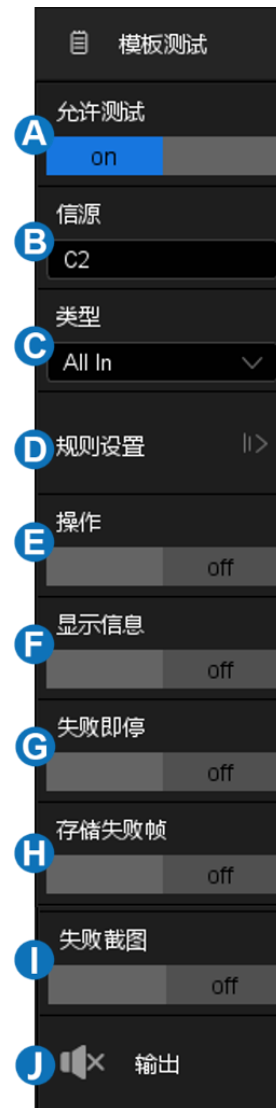 模板测试
允许测试
A
on
信源
B
C2
类型
C
All In
D 规则设置
操作
E
off
显示信息
F
off
失败即停
G
off
存储失败帧
H
off
失败截图
I
off
J 输出